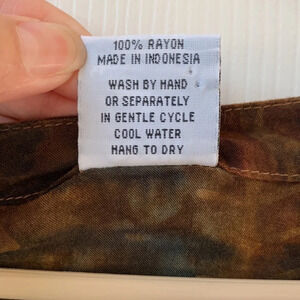 100% RAYON
MADE IN INDONESIA
WASH BY HAND
OR SEPARATELY
IN GENTLE CYCLE
COOL WATER
HANG TO DRY